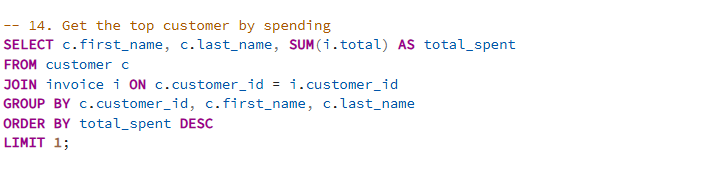 -- 14. Get the top customer by spending
SELECT c.first_name, c.last_name, SUM(i.total) AS total_spent
FROM customer c
JOIN invoice i ON c.customer_id = i.customer_id
GROUP BY c.customer_id, c.first_name, c.last_name
ORDER BY total_spent DESC
LIMIT 1;